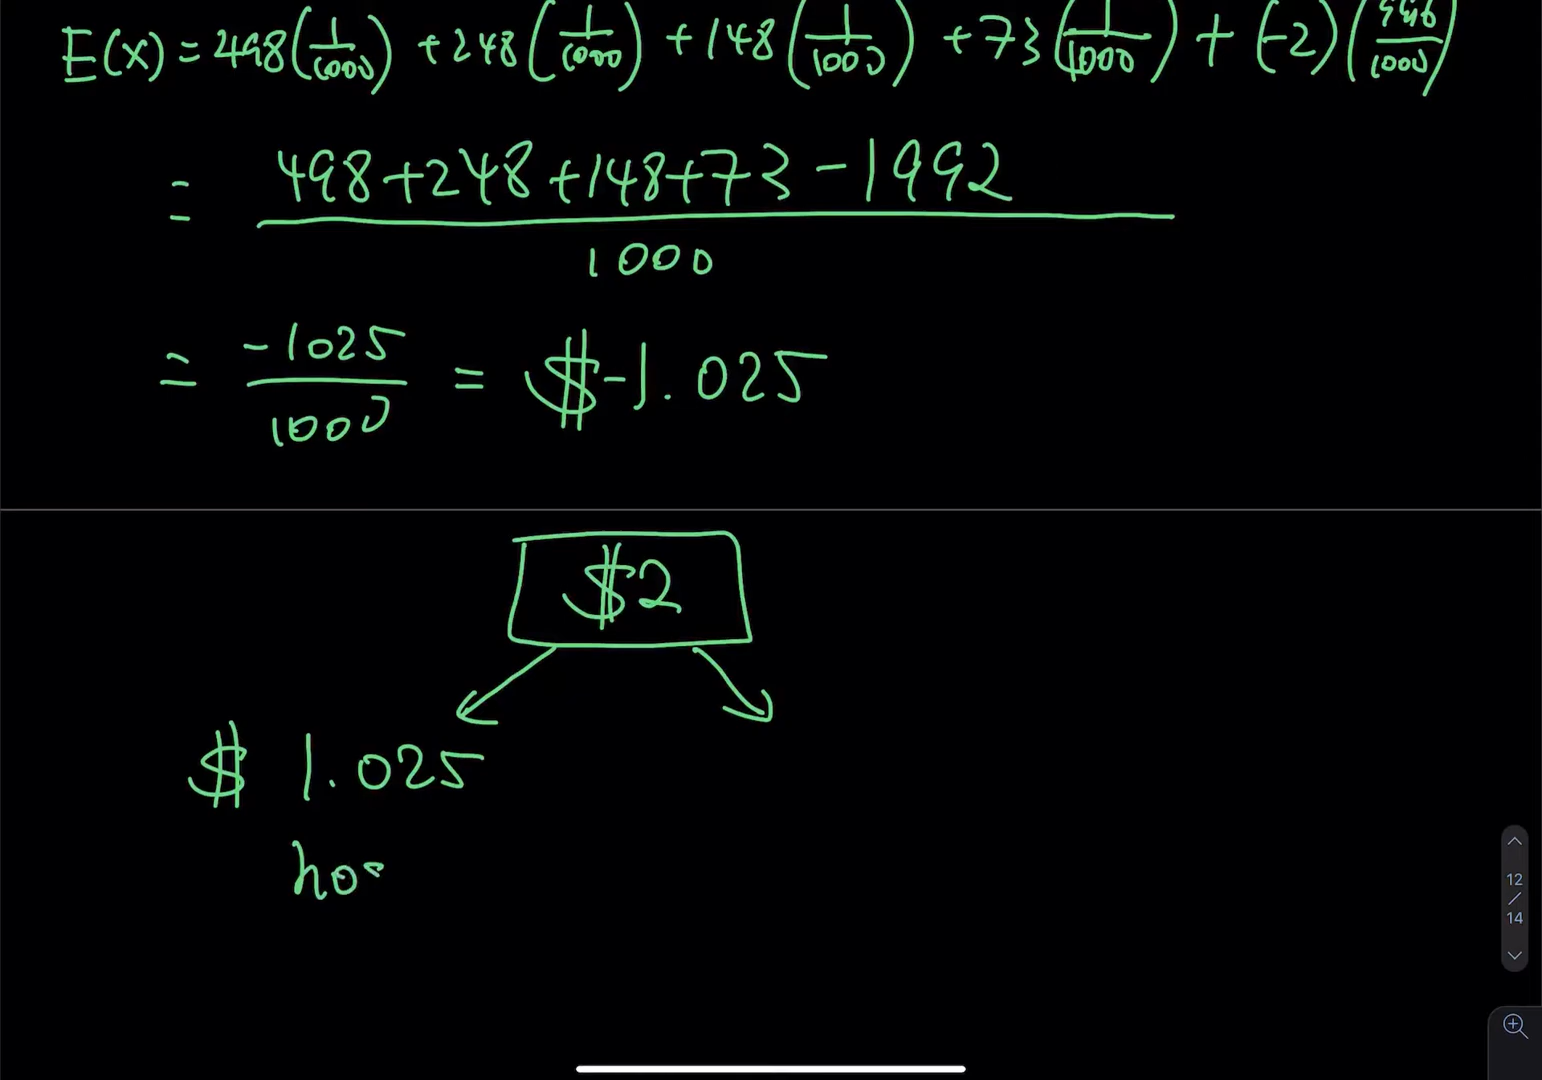 E(x) = 498(1/1000) + 248(1/1000) + 148(1/1000) + 73(1/1000) + (-2)(996/1000)
= 498+248+148+73-1992
1000
= -1025/1000 = $-1.025
$2
$ 1.025
hos
12
/
14